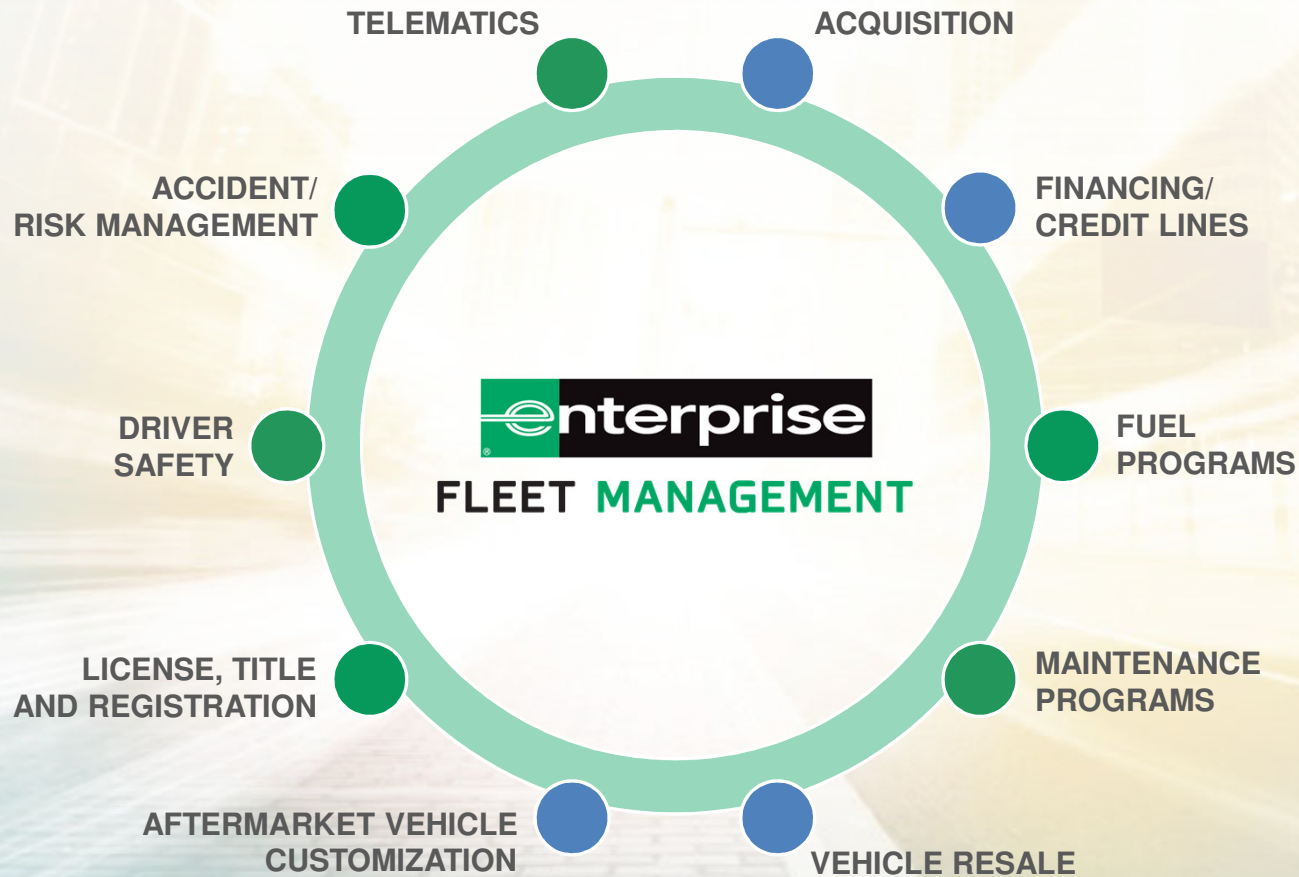 TELEMATICS
ACQUISITION
ACCIDENT/
RISK MANAGEMENT
FINANCING/
CREDIT LINES
enterprise
®
FLEET MANAGEMENT
DRIVER
SAFETY
FUEL
PROGRAMS
LICENSE, TITLE
AND REGISTRATION
MAINTENANCE
PROGRAMS
AFTERMARKET VEHICLE
CUSTOMIZATION
VEHICLE RESALE